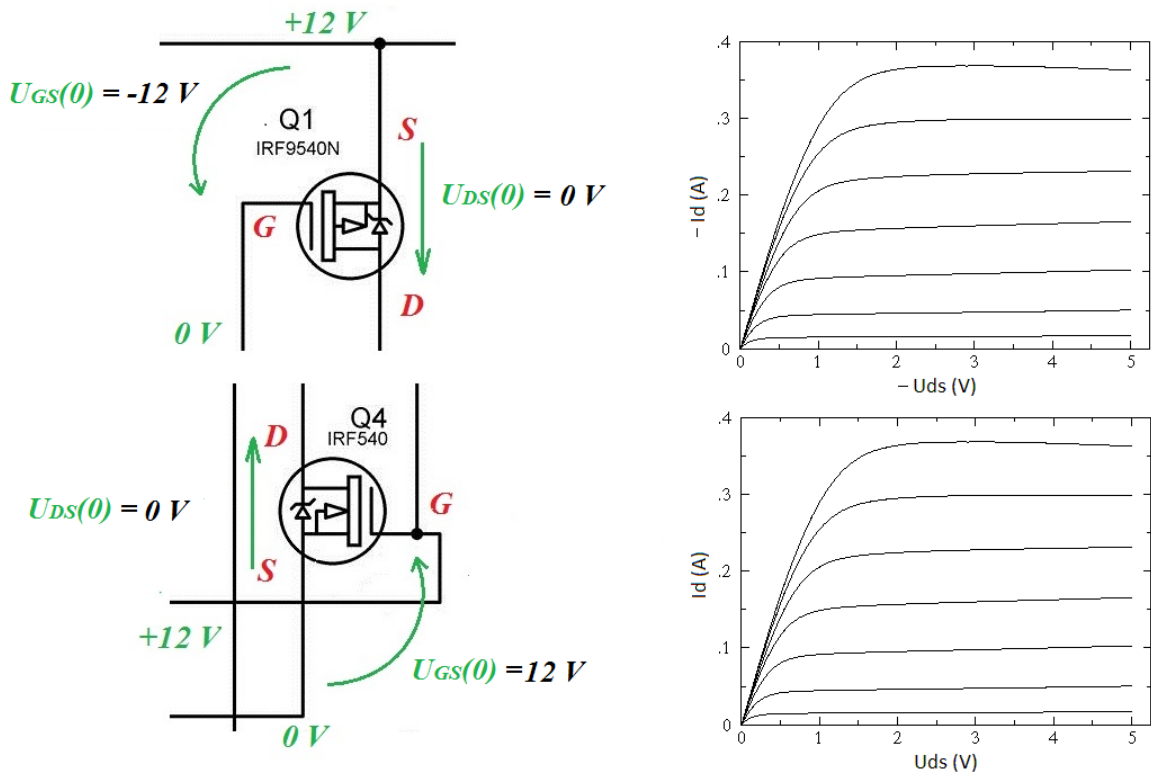 +12 V
UGS(0) = -12 V
Q1
IRF9540N
S
UDS(0) = 0 V
G
D
0 V
.4
.3
.2
.1
0
– Id (A)
0 1 2 3 4 5
– Uds (V)
Q4
IRF540
D
UDS(0) = 0 V
G
S
+12 V
UGS(0) = 12 V
0 V
.4
.3
.2
.1
0
Id (A)
0 1 2 3 4 5
Uds (V)